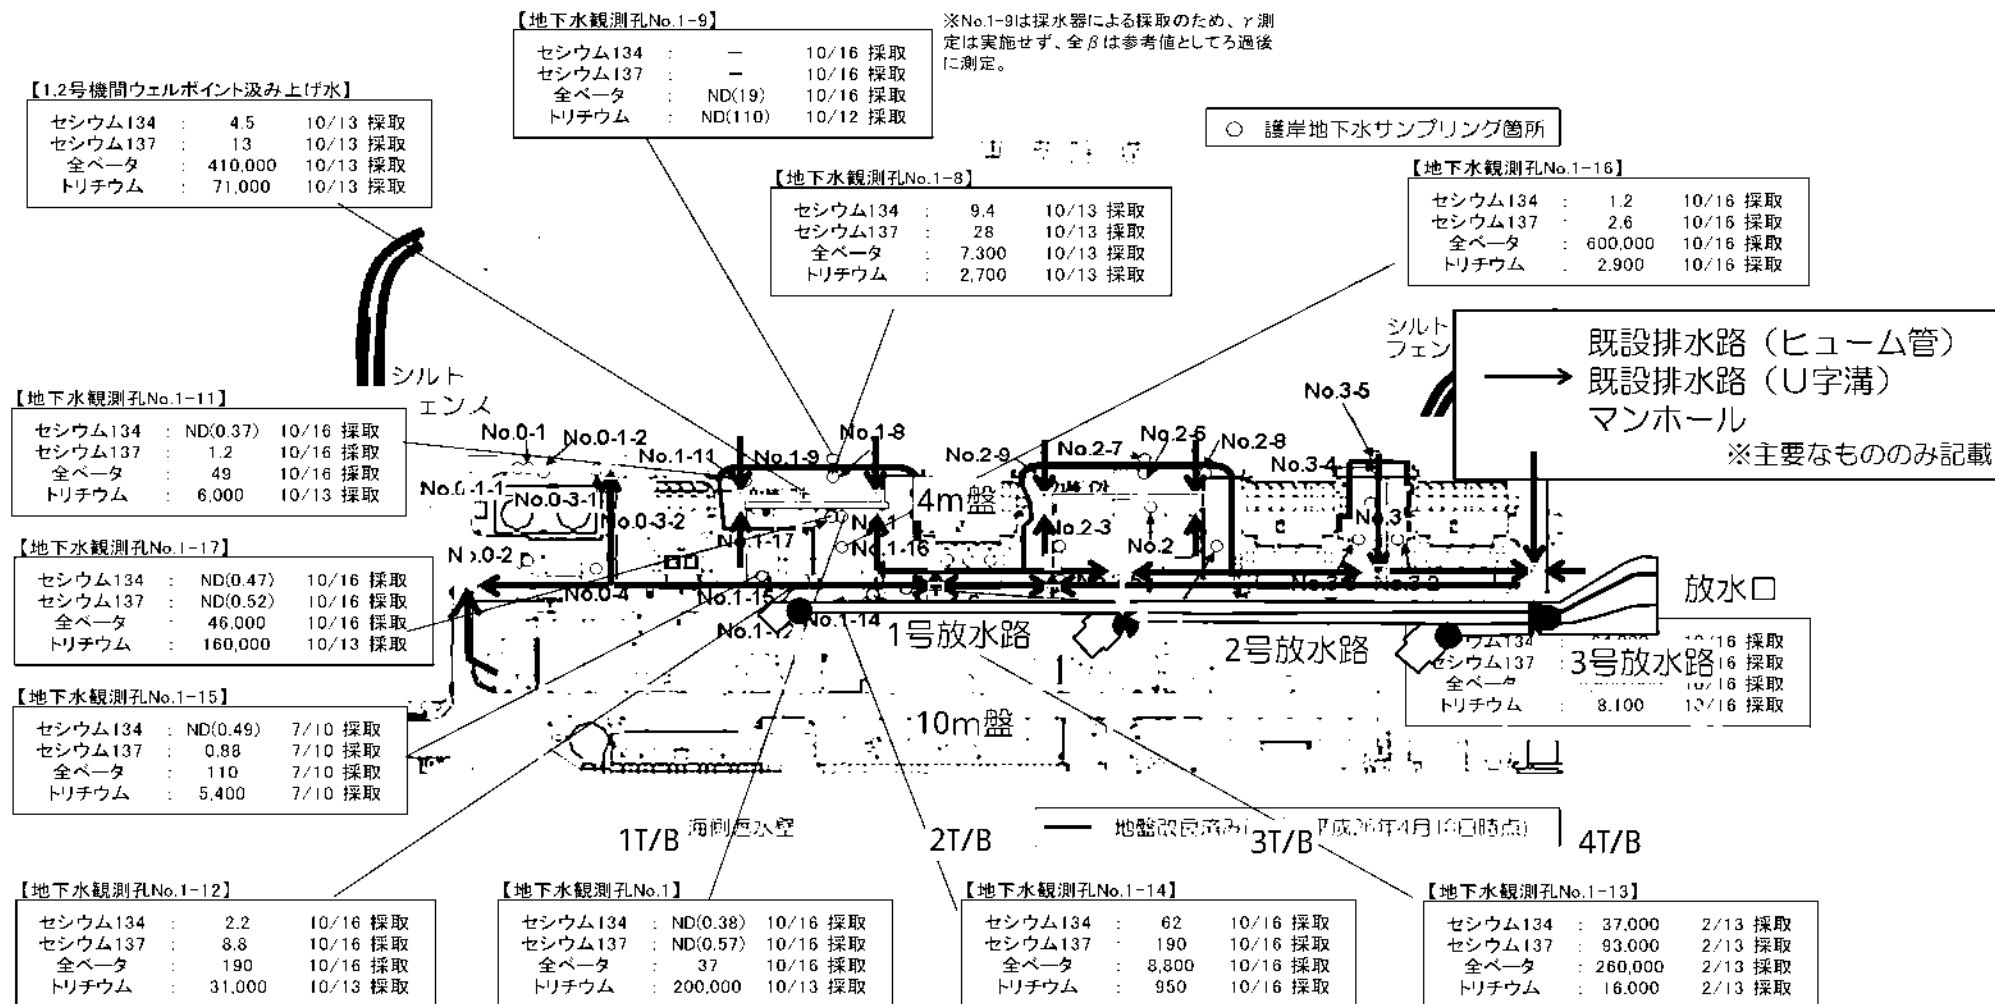 【地下水観測孔No.1-9】
セシウム134 : － 10/16 採取
セシウム137 : － 10/16 採取
全ベータ : ND(19) 10/16 採取
トリチウム : ND(110) 10/12 採取
※No.1-9は採水器による採取のため、γ測
定は実施せず、全βは参考値としてろ過後
に測定。
【1,2号機間ウェルポイント汲み上げ水】
セシウム134 : 4.5 10/13 採取
セシウム137 : 13 10/13 採取
全ベータ : 410,000 10/13 採取
トリチウム : 71,000 10/13 採取
○ 護岸地下水サンプリング箇所
【地下水観測孔No.1-8】
セシウム134 : 9.4 10/13 採取
セシウム137 : 28 10/13 採取
全ベータ : 7,300 10/13 採取
トリチウム : 2,700 10/13 採取
【地下水観測孔No.1-16】
セシウム134 : 1.2 10/16 採取
セシウム137 : 2.6 10/16 採取
全ベータ : 600,000 10/16 採取
トリチウム : 2,900 10/16 採取
シルト
フェン
既設排水路（ヒューム管）
既設排水路（U字溝）
マンホール
※主要なもののみ記載
シルト
ェンス
【地下水観測孔No.1-11】
セシウム134 : ND(0.37) 10/16 採取
セシウム137 : 1.2 10/16 採取
全ベータ : 49 10/16 採取
トリチウム : 6,000 10/13 採取
No.0-1
No.0-1-2
No.1-11
No.1-9
No.1-8
No.2-9
No.2-7
No.2-6
No.2-8
No.3-5
No.3-4
No.0-1-1
No.0-3-1
No.0-3-2
4m盤
No.1-17
No.1-16
No.2-3
No.2
No.0-2
No.0-4
No.1-15
No.1-12
No.1-14
【地下水観測孔No.1-17】
セシウム134 : ND(0.47) 10/16 採取
セシウム137 : ND(0.52) 10/16 採取
全ベータ : 46,000 10/16 採取
トリチウム : 160,000 10/13 採取
放水口
1号放水路
2号放水路
3号放水路
セシウム137 :
全ベータ 10/16 採取
トリチウム : 8,100 10/16 採取
【地下水観測孔No.1-15】
セシウム134 : ND(0.49) 7/10 採取
セシウム137 : 0.88 7/10 採取
全ベータ : 110 7/10 採取
トリチウム : 5,400 7/10 採取
10m盤
1T/B
海側遮水壁
2T/B
3T/B
4T/B
【地下水観測孔No.1-12】
セシウム134 : 2.2 10/16 採取
セシウム137 : 8.8 10/16 採取
全ベータ : 190 10/16 採取
トリチウム : 31,000 10/13 採取
【地下水観測孔No.1】
セシウム134 : ND(0.38) 10/16 採取
セシウム137 : ND(0.57) 10/16 採取
全ベータ : 37 10/16 採取
トリチウム : 200,000 10/13 採取
【地下水観測孔No.1-14】
セシウム134 : 62 10/16 採取
セシウム137 : 190 10/16 採取
全ベータ : 8,800 10/16 採取
トリチウム : 950 10/16 採取
【地下水観測孔No.1-13】
セシウム134 : 37,000 2/13 採取
セシウム137 : 93,000 2/13 採取
全ベータ : 260,000 2/13 採取
トリチウム : 16,000 2/13 採取